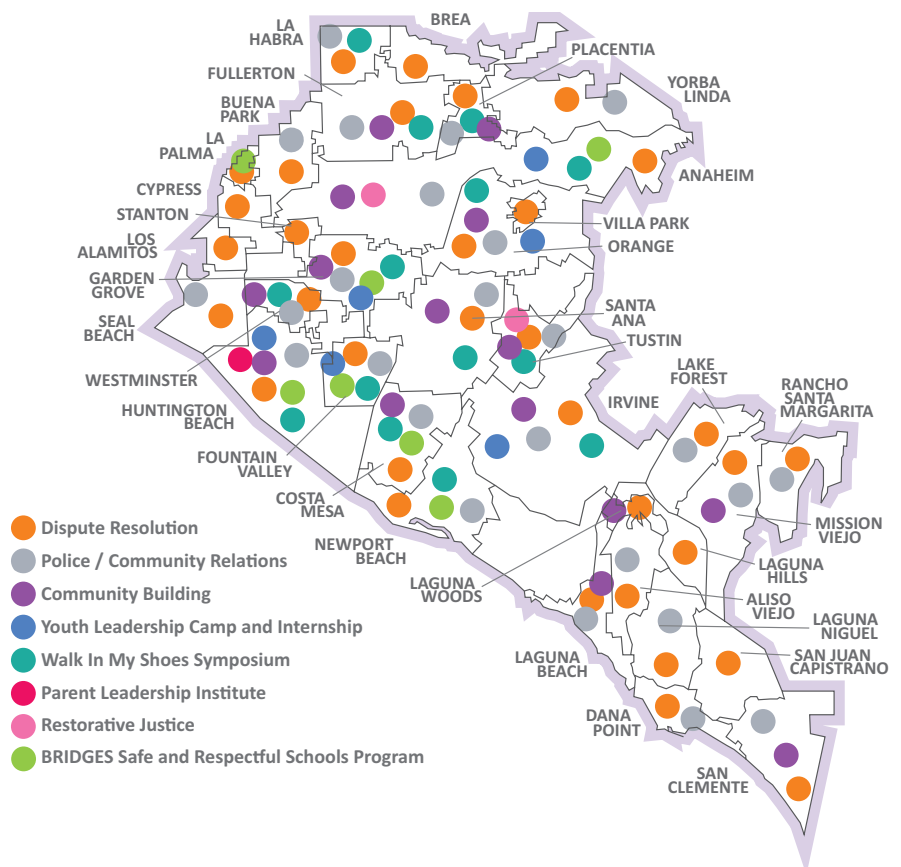 LA
HABRA
BREA
PLACENTIA
FULLERTON
YORBA
LINDA
BUENA
PARK
LA
PALMA
ANAHEIM
CYPRESS
STANTON
VILLA PARK
LOS
ALAMITOS
ORANGE
GARDEN
GROVE
SANTA
ANA
SEAL
BEACH
TUSTIN
LAKE
FOREST
WESTMINSTER
RANCHO
SANTA
MARGARITA
HUNTINGTON
BEACH
IRVINE
FOUNTAIN
VALLEY
COSTA
MESA
MISSION
VIEJO
NEWPORT
BEACH
LAGUNA
HILLS
LAGUNA
WOODS
ALISO
VIEJO
LAGUNA
NIGUEL
LAGUNA
BEACH
SAN JUAN
CAPISTRANO
DANA
POINT
SAN
CLEMENTE
Dispute Resolution
Police / Community Relations
Community Building
Youth Leadership Camp and Internship
Walk In My Shoes Symposium
Parent Leadership Institute
Restorative Justice
BRIDGES Safe and Respectful Schools Program